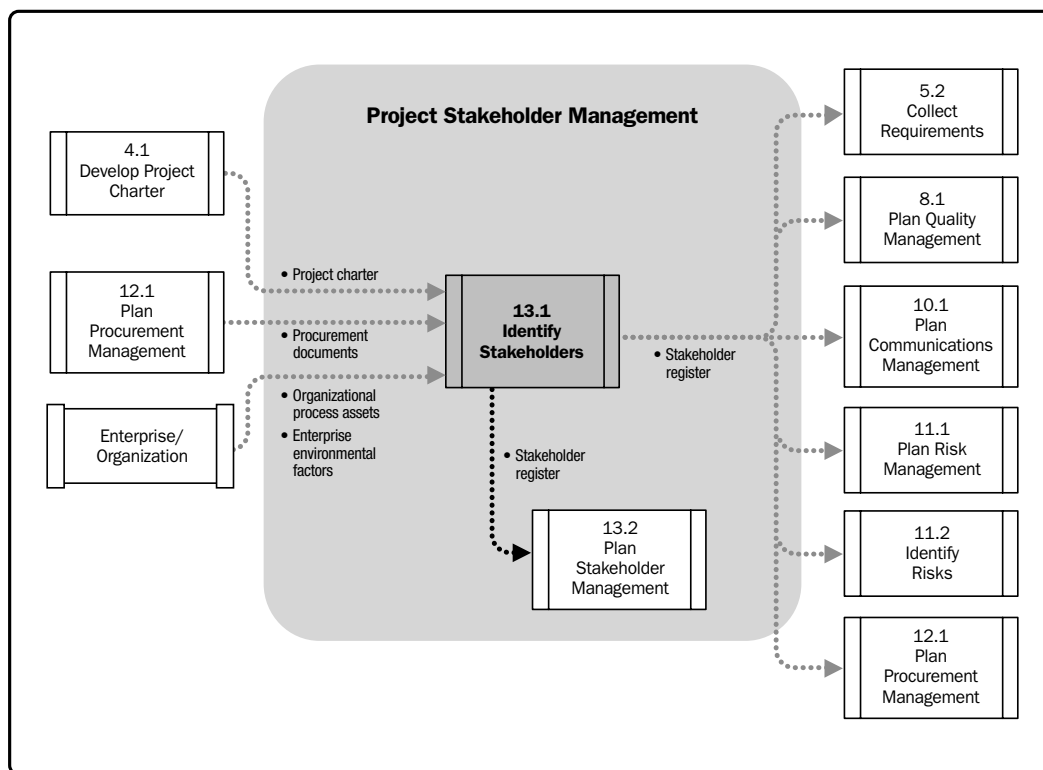 Project Stakeholder Management
4.1
Develop Project
Charter
12.1
Plan
Procurement
Management
Enterprise/
Organization
• Project charter
• Procurement
documents
• Organizational
process assets
• Enterprise
environmental
factors
13.1
Identify
Stakeholders
• Stakeholder
register
• Stakeholder
register
13.2
Plan
Stakeholder
Management
5.2
Collect
Requirements
8.1
Plan Quality
Management
10.1
Plan
Communications
Management
11.1
Plan Risk
Management
11.2
Identify
Risks
12.1
Plan
Procurement
Management